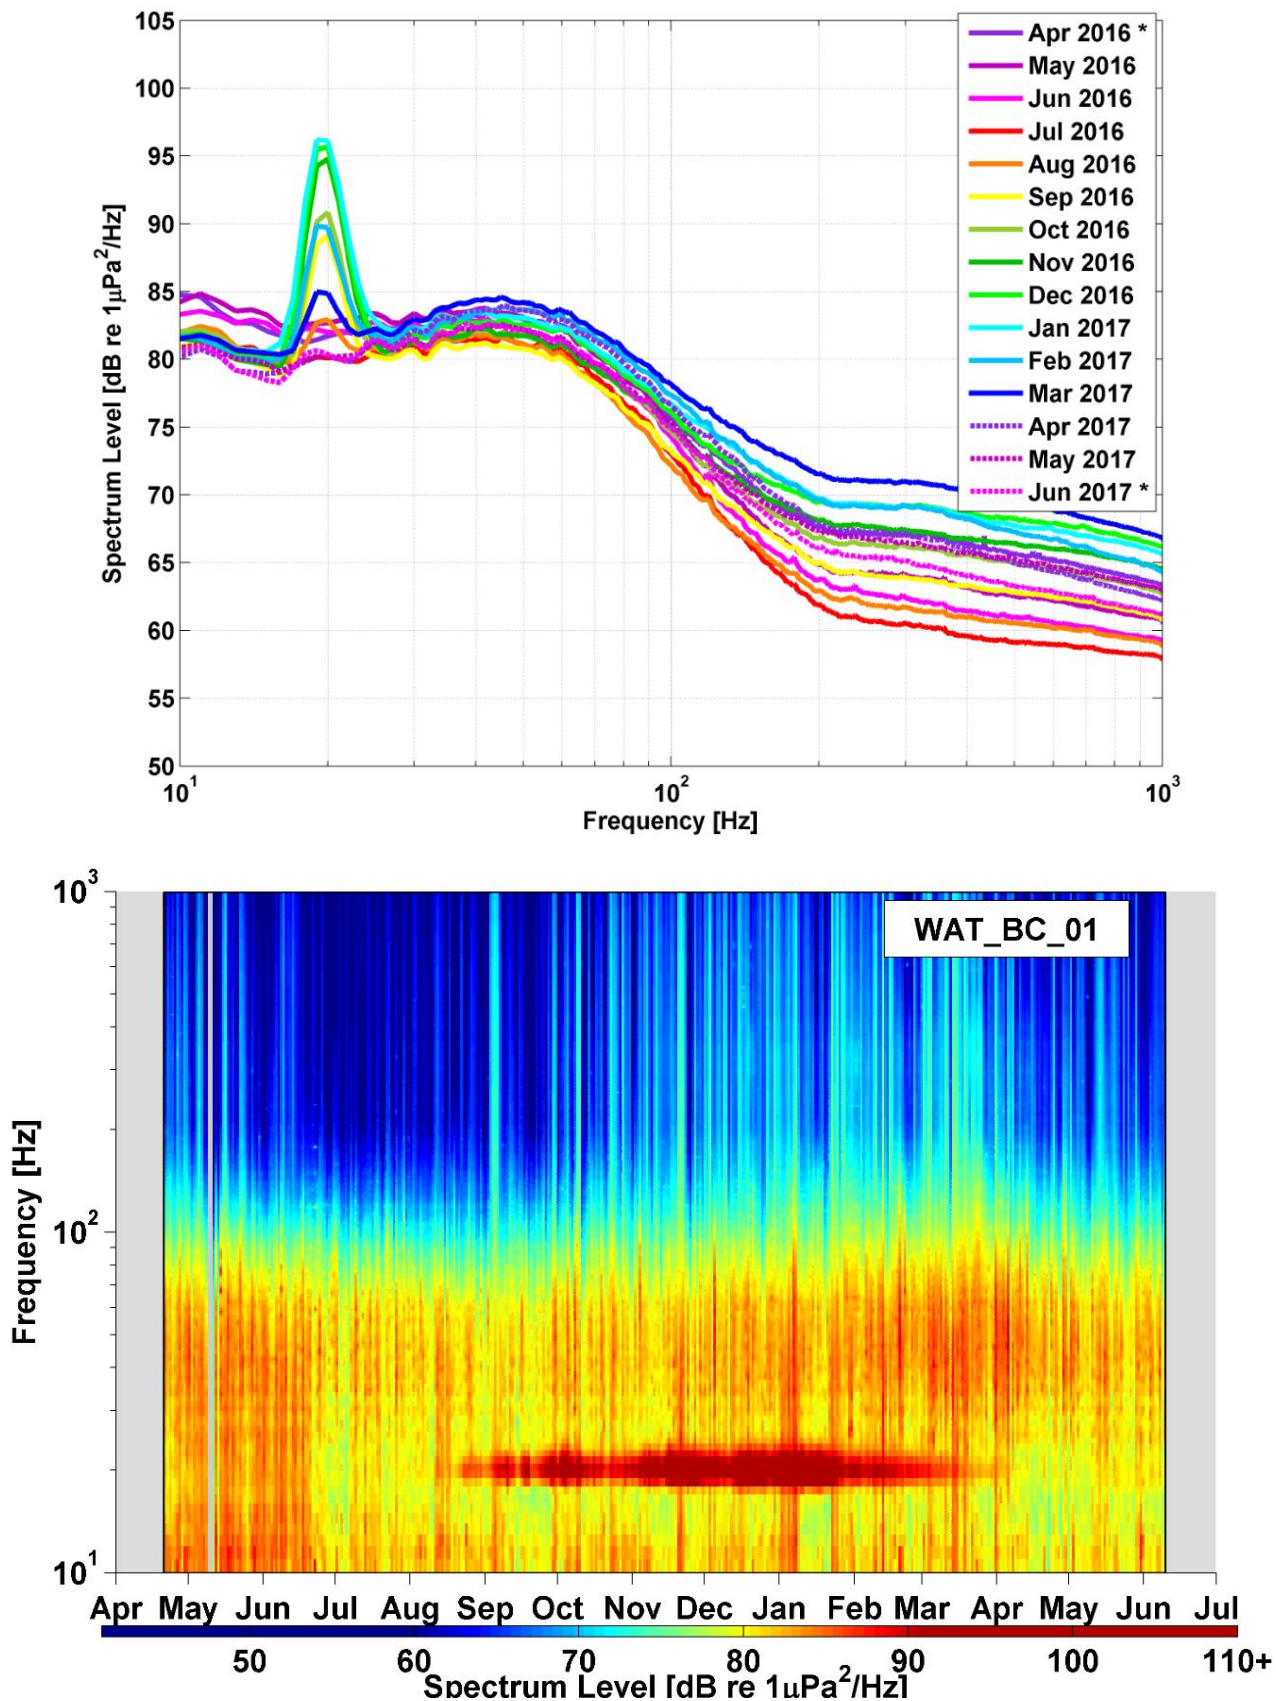 105
100
95
90
85
80
75
70
65
60
55
50
Spectrum Level [dB re 1µPa²/Hz]
10¹
10²
10³
Frequency [Hz]
Apr 2016 *
May 2016
Jun 2016
Jul 2016
Aug 2016
Sep 2016
Oct 2016
Nov 2016
Dec 2016
Jan 2017
Feb 2017
Mar 2017
Apr 2017
May 2017
Jun 2017 *
10³
10²
10¹
Frequency [Hz]
WAT_BC_01
Apr May Jun Jul Aug Sep Oct Nov Dec Jan Feb Mar Apr May Jun Jul
50 60 70 80 90 100 110+
Spectrum Level [dB re 1µPa²/Hz]